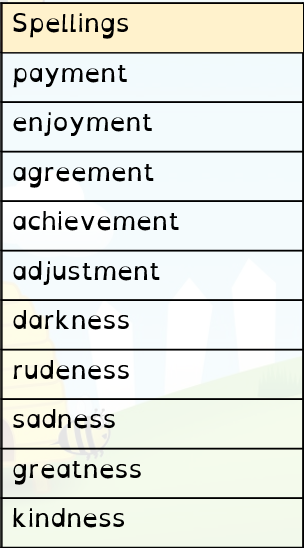 Spellings
payment
enjoyment
agreement
achievement
adjustment
darkness
rudeness
sadness
greatness
kindness